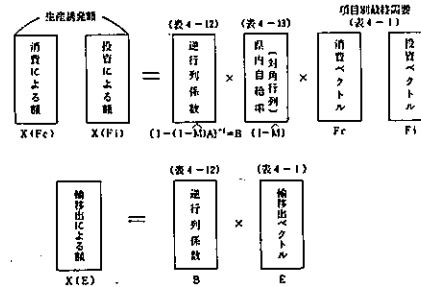 生産誘発額
項目別最終需要
(表4-12)
(表4-13)
(表4-1)
消費による額
投資による額
=
逆行列係数
×
県内自給率
(対角行列)
×
消費ベクトル
投資ベクトル
X(Fc)
X(Fi)
(I-(I-M̂)A)⁻¹=B
(I-M̂)
Fc
Fi
(表4-12)
(表4-1)
輸移出による額
=
逆行列係数
×
輸移出ベクトル
X(E)
B
E